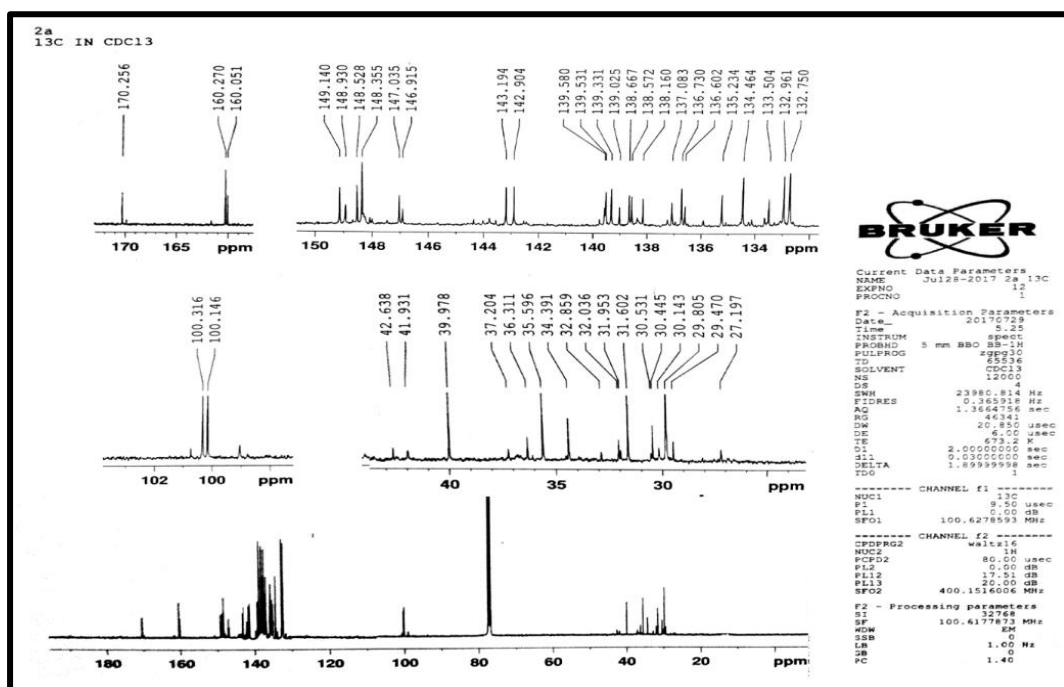 2a
13C IN CDCl3
170.256
160.270
160.051
149.140
148.930
148.528
148.355
147.035
146.915
143.194
142.904
139.580
139.531
139.331
139.025
138.667
138.572
138.160
137.083
136.730
136.602
135.234
134.464
133.504
132.961
132.750
170 165 ppm
150 148 146 144 142 140 138 136 134 ppm
100.316
100.146
42.638
41.931
39.978
37.204
36.311
35.596
34.391
32.859
32.036
31.953
31.602
30.531
30.445
30.143
29.805
29.470
27.197
102 100 ppm
40 35 30 ppm
180 160 140 120 100 80 60 40 20 ppm
BRUKER
Current Data Parameters
NAME Jul28-2017 2a 13C
EXPNO 12
PROCNO 1
F2 - Acquisition Parameters
Date_ 20170729
Time 5.25
INSTRUM spect
PROBHD 5 mm BBO BB-1H
PULPROG zgpg30
TD 65536
SOLVENT CDCl3
NS 12000
DS 4
SWH 23980.814 Hz
FIDRES 0.365918 Hz
AQ 1.3664756 sec
RG 46341
DW 20.850 usec
DE 6.00 usec
TE 673.2 K
D1 2.00000000 sec
d11 0.03000000 sec
DELTA 1.89999998 sec
TD0 1
-------- CHANNEL f1 --------
NUC1 13C
P1 9.50 usec
PL1 0.00 dB
SFO1 100.6278593 MHz
-------- CHANNEL f2 --------
CPDPRG2 waltz16
NUC2 1H
PCPD2 80.00 usec
PL2 0.00 dB
PL12 17.51 dB
PL13 20.00 dB
SFO2 400.1516006 MHz
F2 - Processing parameters
SI 32768
SF 100.6177873 MHz
WDW EM
SSB 0
LB 1.00 Hz
GB 0
PC 1.40